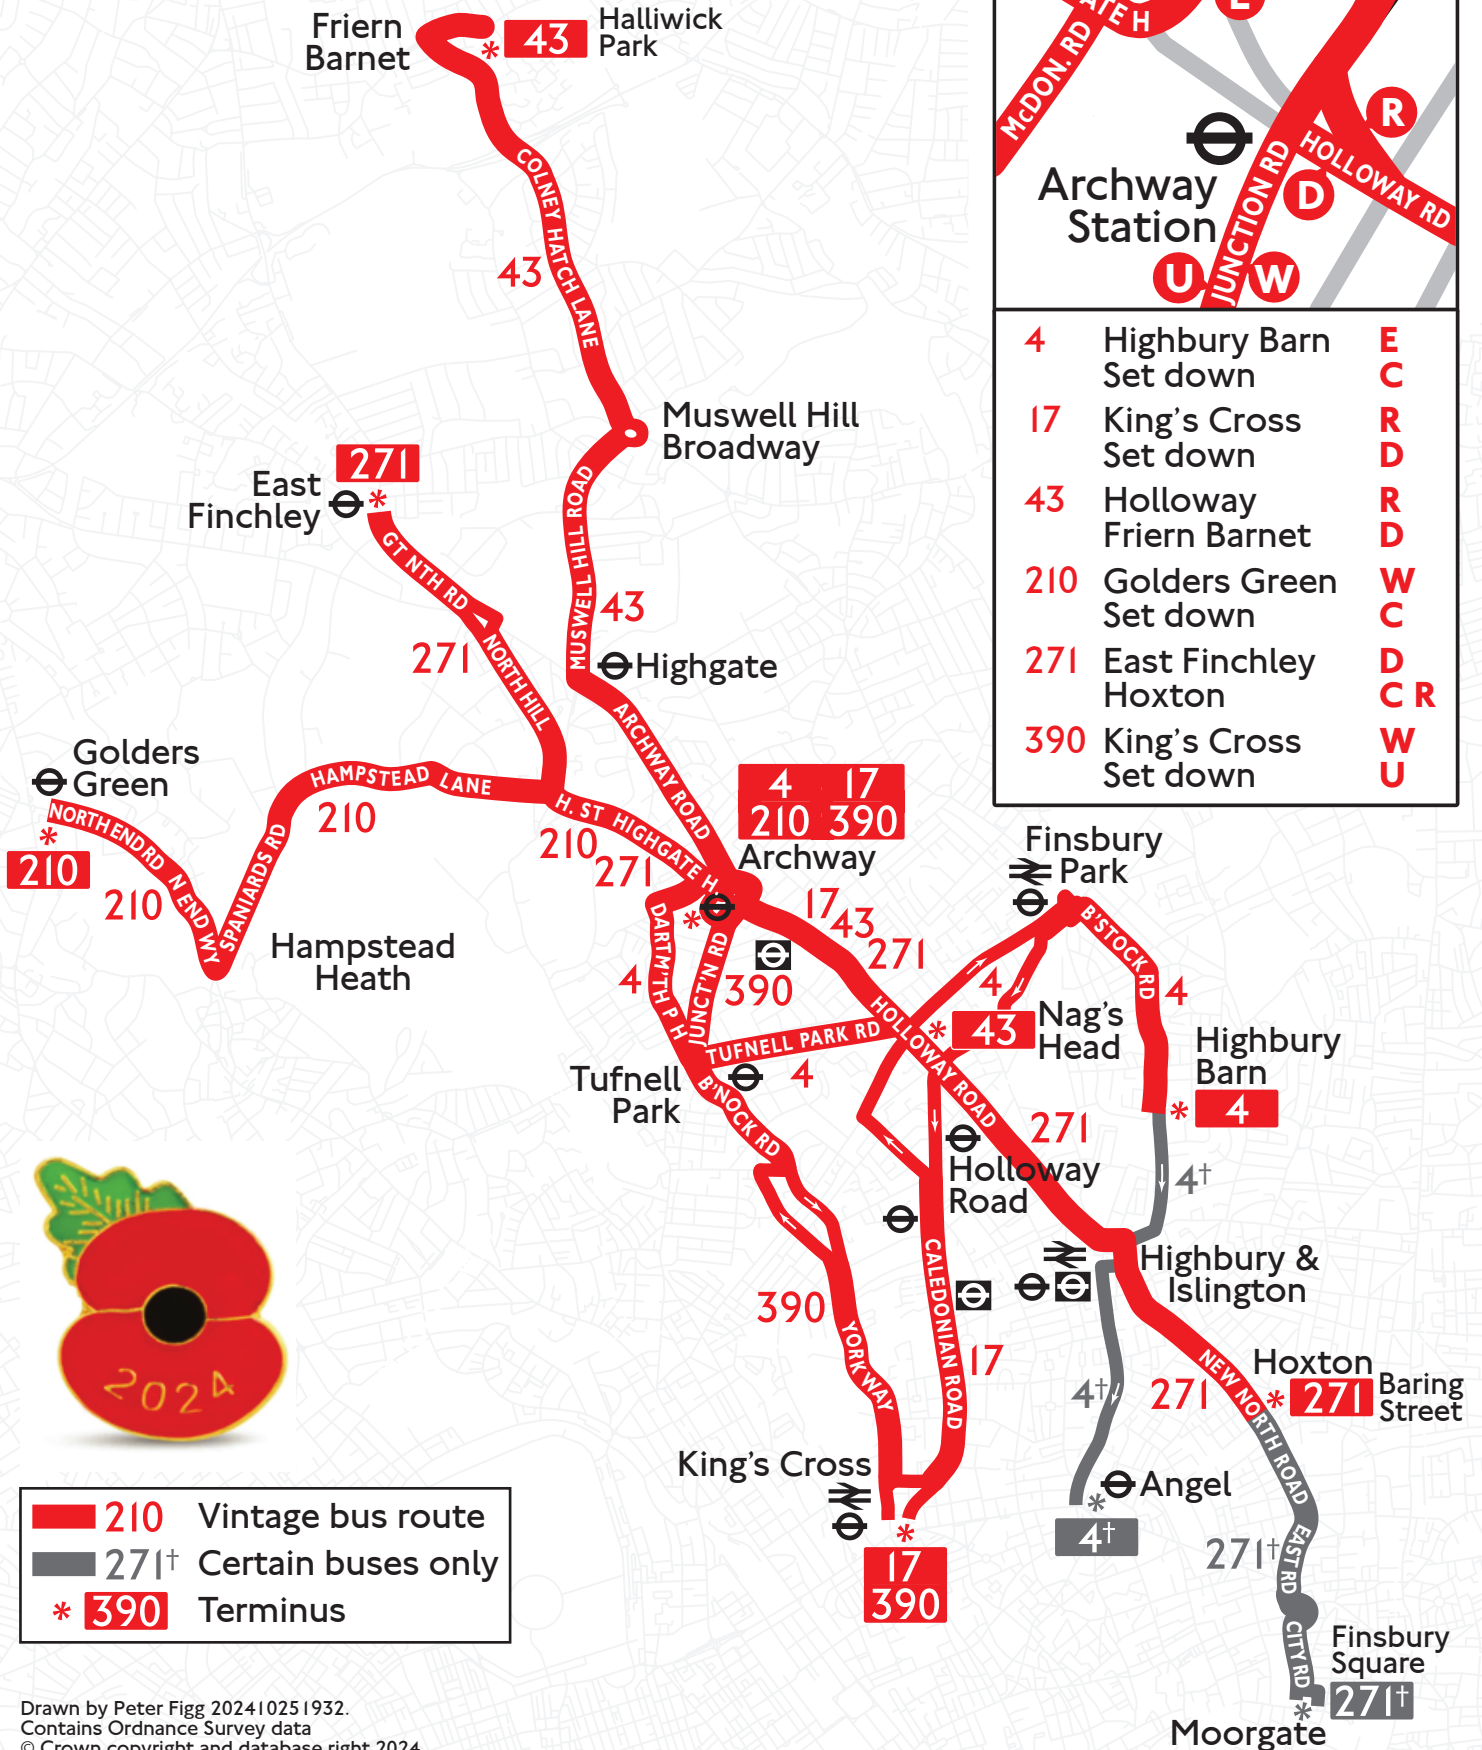 Friern
Barnet
* 43
Halliwick
Park
COLNEY HATCH LANE
43
Muswell Hill
Broadway
271
East
Finchley
*
GT NTH RD
271
NORTH HILL
MUSWELL HILL ROAD
43
Highgate
ARCHWAY ROAD
Golders
Green
NORTH END RD
*
210
210
N END WY
SPANIARDS RD
HAMPSTEAD LANE
210
Hampstead
Heath
H. ST HIGHGATE H.
210
271
4 17
210 390
Archway
*
DARTM'TH P H
4
JUNCT'N RD
390
17
43
271
Finsbury
Park
B'STOCK RD
4
4
HOLLOWAY ROAD
* 43
Nag's
Head
TUFNELL PARK RD
4
Tufnell
Park
B'NOCK RD
Highbury
Barn
* 4
4†
271
Holloway
Road
CALEDONIAN ROAD
17
390
YORK WAY
Highbury &
Islington
NEW NORTH ROAD
271
Hoxton
* 271
Baring
Street
4†
King's Cross
*
17
390
Angel
*
4†
271†
EAST RD
CITY RD
Finsbury
Square
* 271†
Moorgate
ATE H
E
McDON. RD
R
HOLLOWAY RD
D
Archway
Station
JUNCTION RD
U
W
4 Highbury Barn E
Set down C
17 King's Cross R
Set down D
43 Holloway R
Friern Barnet D
210 Golders Green W
Set down C
271 East Finchley D
Hoxton C R
390 King's Cross W
Set down U
2024
210 Vintage bus route
271† Certain buses only
* 390 Terminus
Drawn by Peter Figg 202410251932.
Contains Ordnance Survey data
© Crown copyright and database right 2024